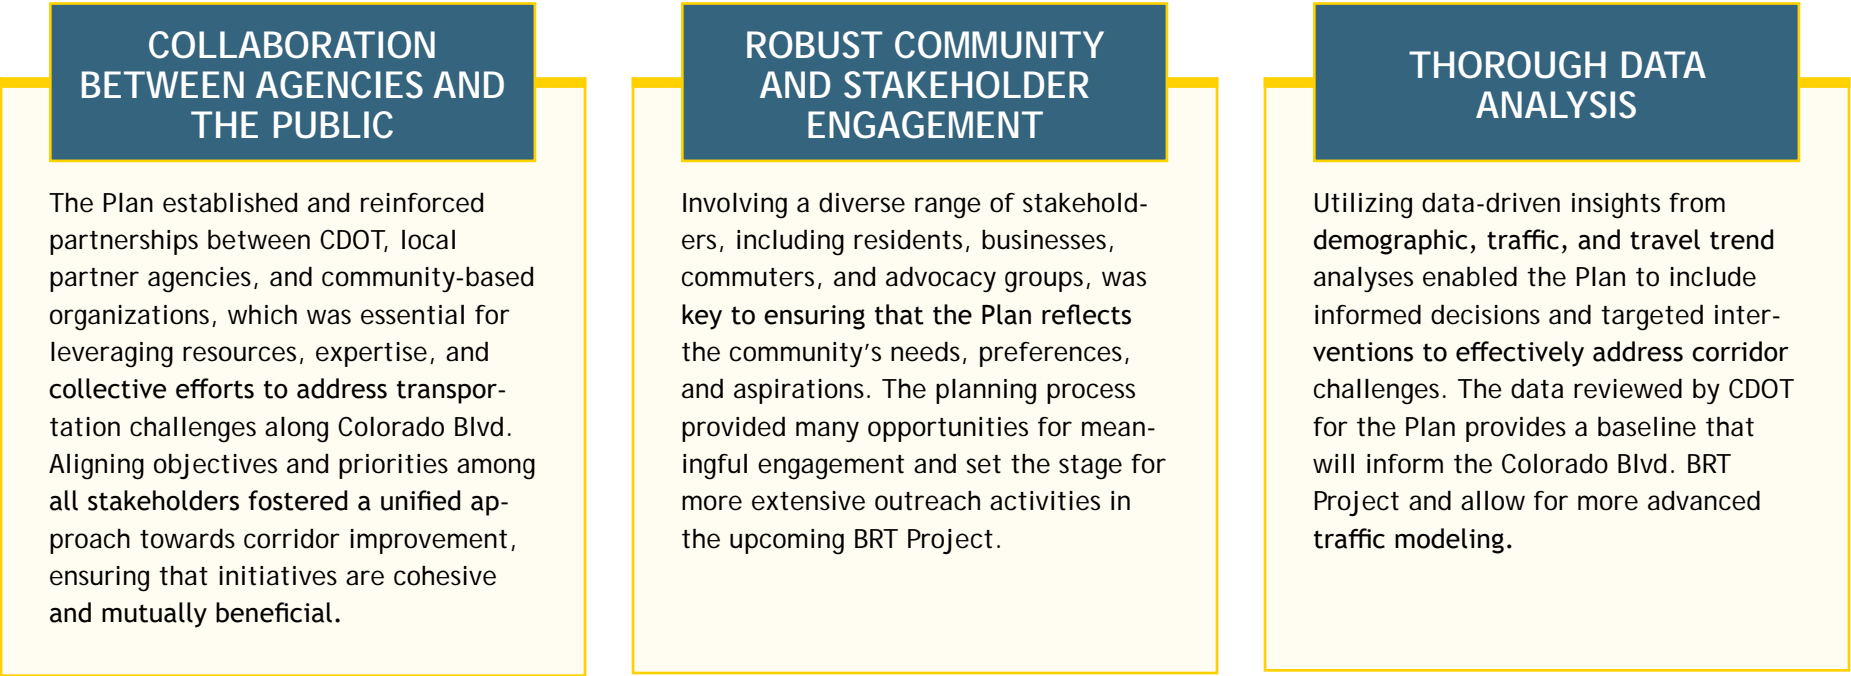 COLLABORATION
BETWEEN AGENCIES AND
THE PUBLIC
The Plan established and reinforced
partnerships between CDOT, local
partner agencies, and community-based
organizations, which was essential for
leveraging resources, expertise, and
collective efforts to address transpor-
tation challenges along Colorado Blvd.
Aligning objectives and priorities among
all stakeholders fostered a unified ap-
proach towards corridor improvement,
ensuring that initiatives are cohesive
and mutually beneficial.
ROBUST COMMUNITY
AND STAKEHOLDER
ENGAGEMENT
Involving a diverse range of stakehold-
ers, including residents, businesses,
commuters, and advocacy groups, was
key to ensuring that the Plan reflects
the community's needs, preferences,
and aspirations. The planning process
provided many opportunities for mean-
ingful engagement and set the stage for
more extensive outreach activities in
the upcoming BRT Project.
THOROUGH DATA
ANALYSIS
Utilizing data-driven insights from
demographic, traffic, and travel trend
analyses enabled the Plan to include
informed decisions and targeted inter-
ventions to effectively address corridor
challenges. The data reviewed by CDOT
for the Plan provides a baseline that
will inform the Colorado Blvd. BRT
Project and allow for more advanced
traffic modeling.